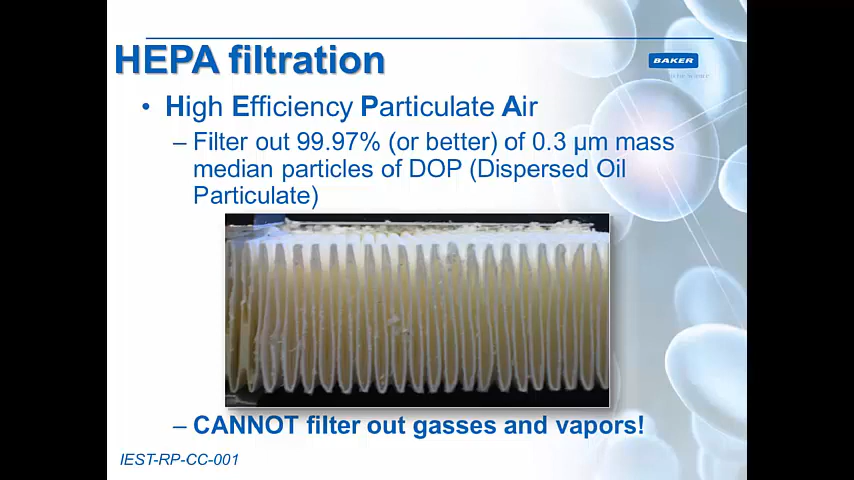 HEPA filtration
BAKER
• High Efficiency Particulate Air
– Filter out 99.97% (or better) of 0.3 µm mass
median particles of DOP (Dispersed Oil
Particulate)
– CANNOT filter out gasses and vapors!
IEST-RP-CC-001